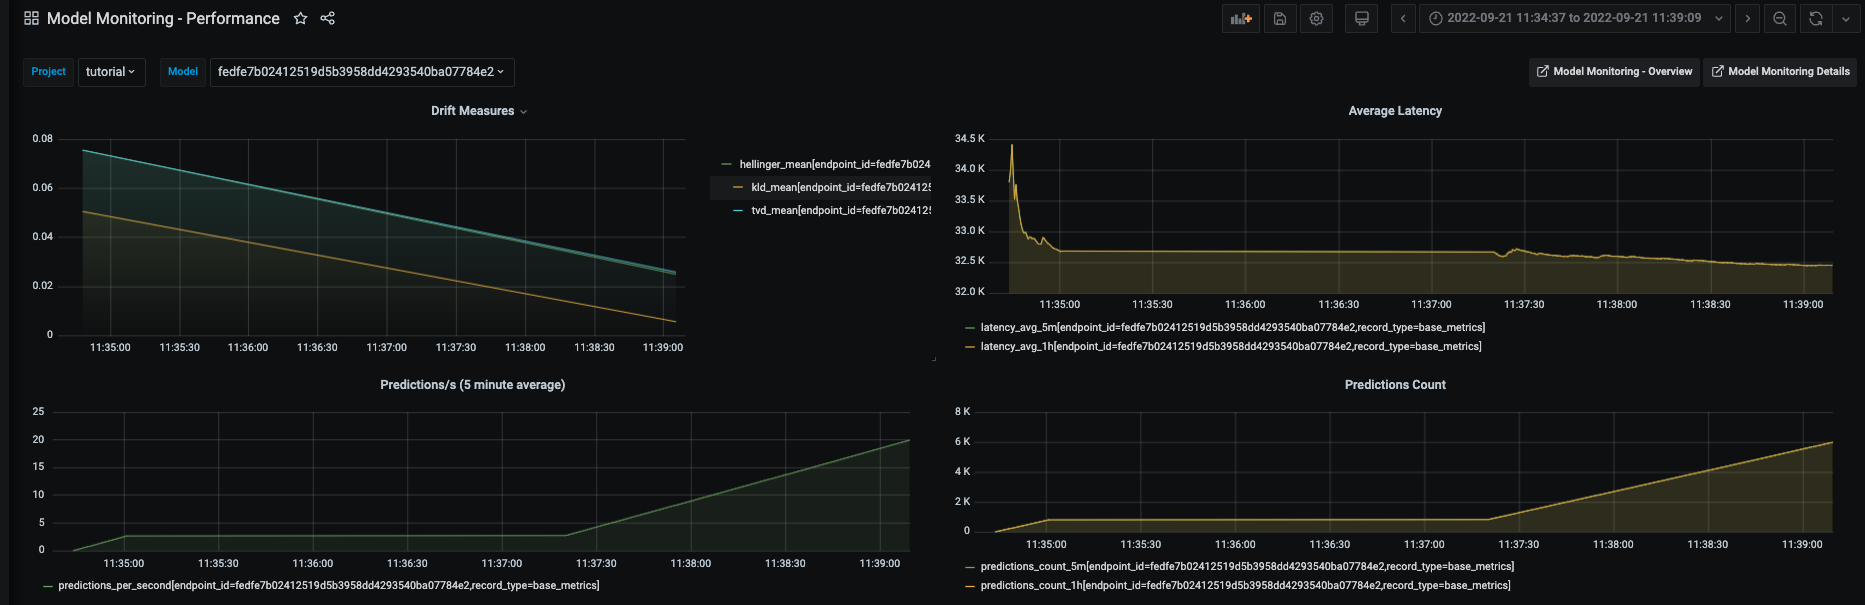 Model Monitoring - Performance
2022-09-21 11:34:37 to 2022-09-21 11:39:09
Project tutorial Model fedfe7b02412519d5b3958dd4293540ba07784e2
Model Monitoring - Overview Model Monitoring Details
Drift Measures
0.08
0.06
0.04
0.02
0
11:35:00 11:35:30 11:36:00 11:36:30 11:37:00 11:37:30 11:38:00 11:38:30 11:39:00
hellinger_mean[endpoint_id=fedfe7b024
kld_mean[endpoint_id=fedfe7b024125
tvd_mean[endpoint_id=fedfe7b024125
Average Latency
34.5 K
34.0 K
33.5 K
33.0 K
32.5 K
32.0 K
11:35:00 11:35:30 11:36:00 11:36:30 11:37:00 11:37:30 11:38:00 11:38:30 11:39:00
latency_avg_5m[endpoint_id=fedfe7b02412519d5b3958dd4293540ba07784e2,record_type=base_metrics]
latency_avg_1h[endpoint_id=fedfe7b02412519d5b3958dd4293540ba07784e2,record_type=base_metrics]
Predictions/s (5 minute average)
25
20
15
10
5
0
11:35:00 11:35:30 11:36:00 11:36:30 11:37:00 11:37:30 11:38:00 11:38:30 11:39:00
predictions_per_second[endpoint_id=fedfe7b02412519d5b3958dd4293540ba07784e2,record_type=base_metrics]
Predictions Count
8 K
6 K
4 K
2 K
0
11:35:00 11:35:30 11:36:00 11:36:30 11:37:00 11:37:30 11:38:00 11:38:30 11:39:00
predictions_count_5m[endpoint_id=fedfe7b02412519d5b3958dd4293540ba07784e2,record_type=base_metrics]
predictions_count_1h[endpoint_id=fedfe7b02412519d5b3958dd4293540ba07784e2,record_type=base_metrics]